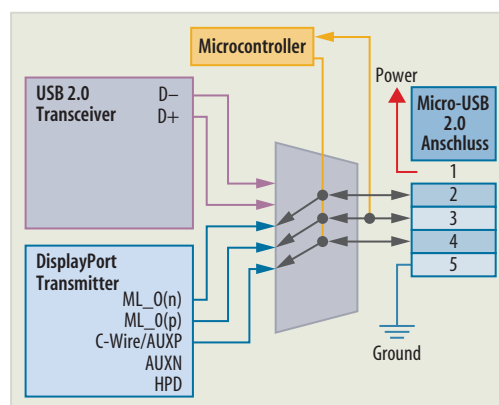 Microcontroller
USB 2.0
Transceiver
D–
D+
Power
Micro-USB
2.0
Anschluss
1
2
3
4
5
DisplayPort
Transmitter
ML_0(n)
ML_0(p)
C-Wire/AUXP
AUXN
HPD
Ground